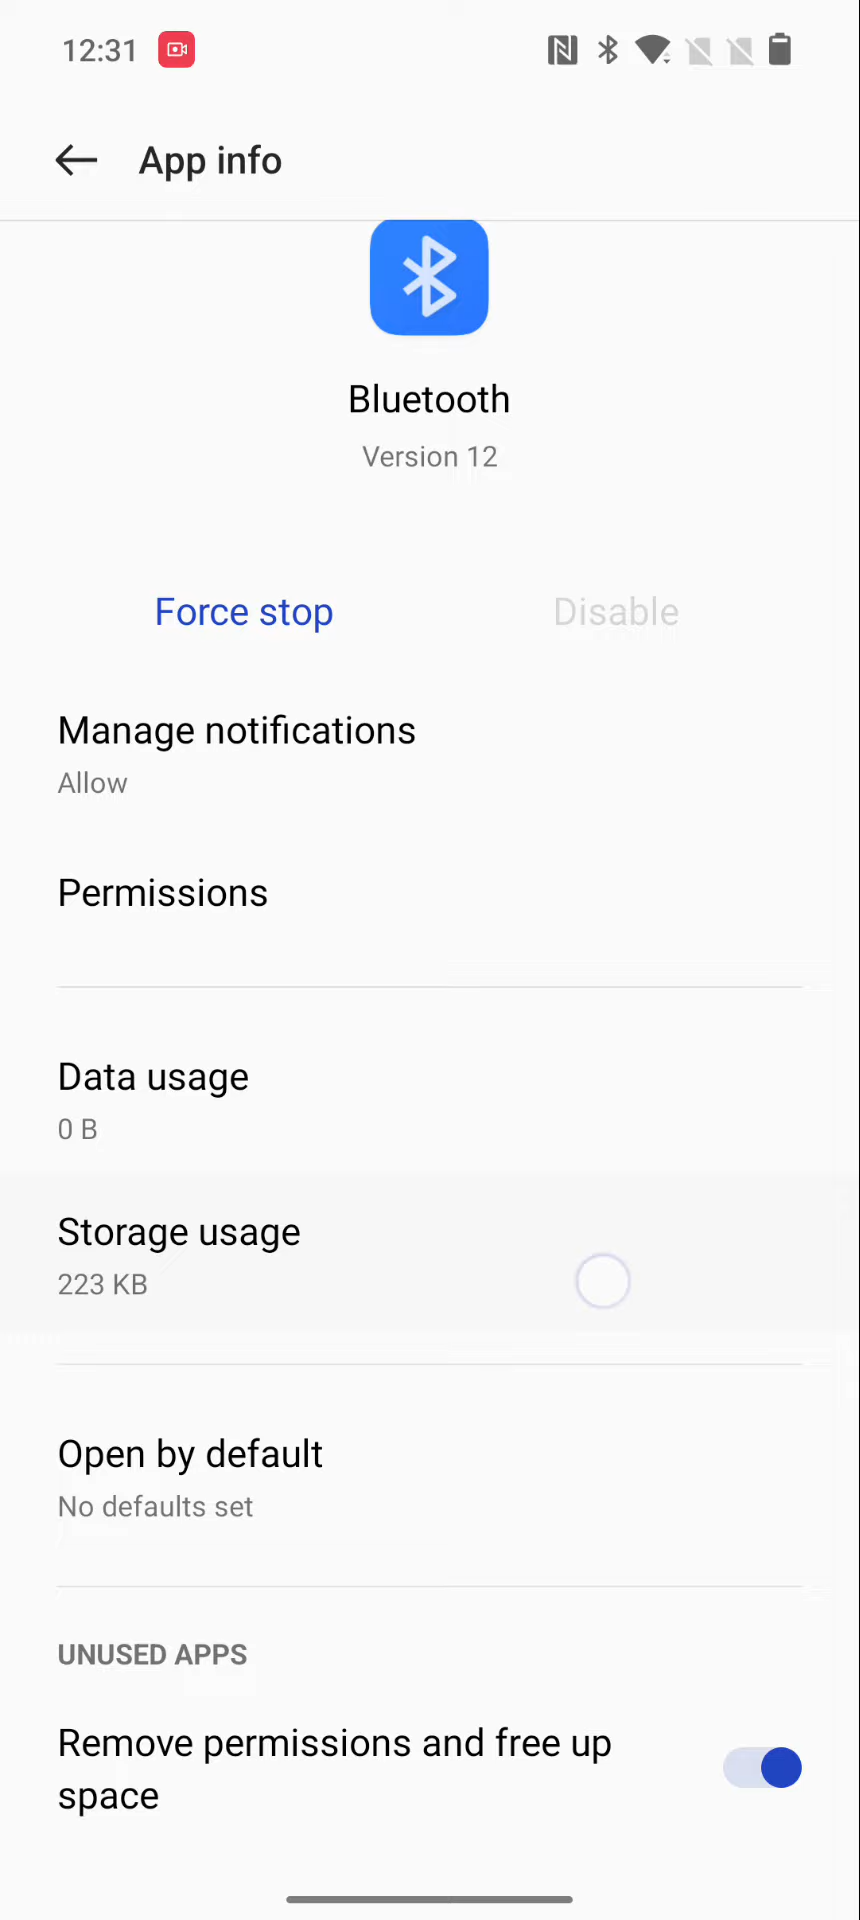 12:31
App info
Bluetooth
Version 12
Force stop
Disable
Manage notifications
Allow
Permissions
Data usage
0 B
Storage usage
223 KB
Open by default
No defaults set
UNUSED APPS
Remove permissions and free up
space